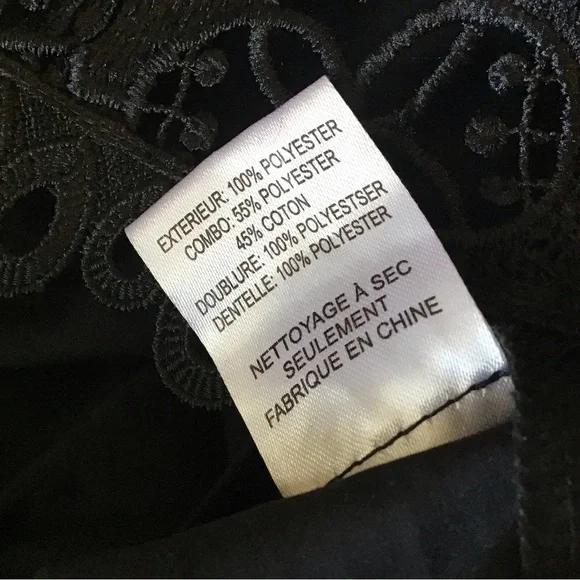 EXTERIEUR: 100% POLYESTER
COMBO: 55% POLYESTER
45% COTON
DOUBLURE: 100% POLYESTSER
DENTELLE: 100% POLYESTER
NETTOYAGE À SEC
SEULEMENT
FABRIQUE EN CHINE